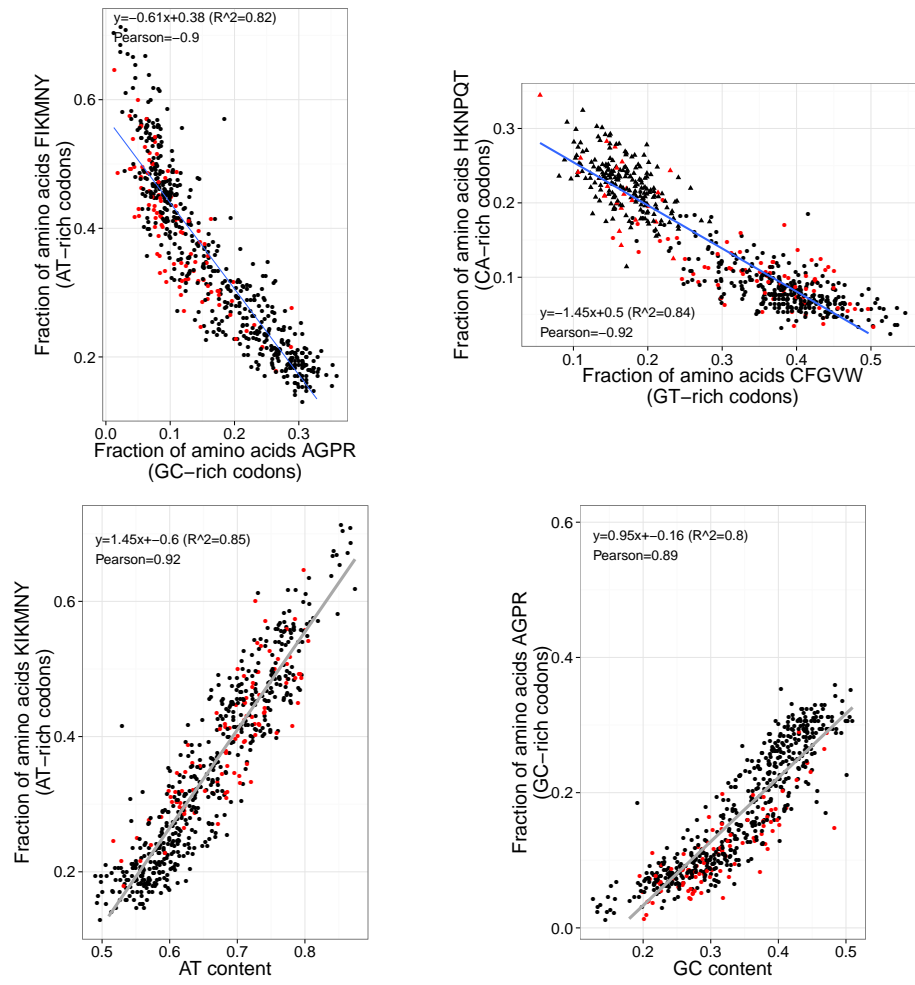 y=−0.61x+0.38 (R^2=0.82)
Pearson=−0.9
0.6
0.4
0.2
0.0
0.1
0.2
0.3
Fraction of amino acids FIKMNY
(AT−rich codons)
Fraction of amino acids AGPR
(GC−rich codons)
0.3
0.2
0.1
y=−1.45x+0.5 (R^2=0.84)
Pearson=−0.92
0.1
0.2
0.3
0.4
0.5
Fraction of amino acids HKNPQT
(CA−rich codons)
Fraction of amino acids CFGVW
(GT−rich codons)
y=1.45x+−0.6 (R^2=0.85)
Pearson=0.92
0.6
0.4
0.2
0.5
0.6
0.7
0.8
Fraction of amino acids KIKMNY
(AT−rich codons)
AT content
y=0.95x+−0.16 (R^2=0.8)
Pearson=0.89
0.6
0.4
0.2
0.0
0.2
0.3
0.4
0.5
Fraction of amino acids AGPR
(GC−rich codons)
GC content